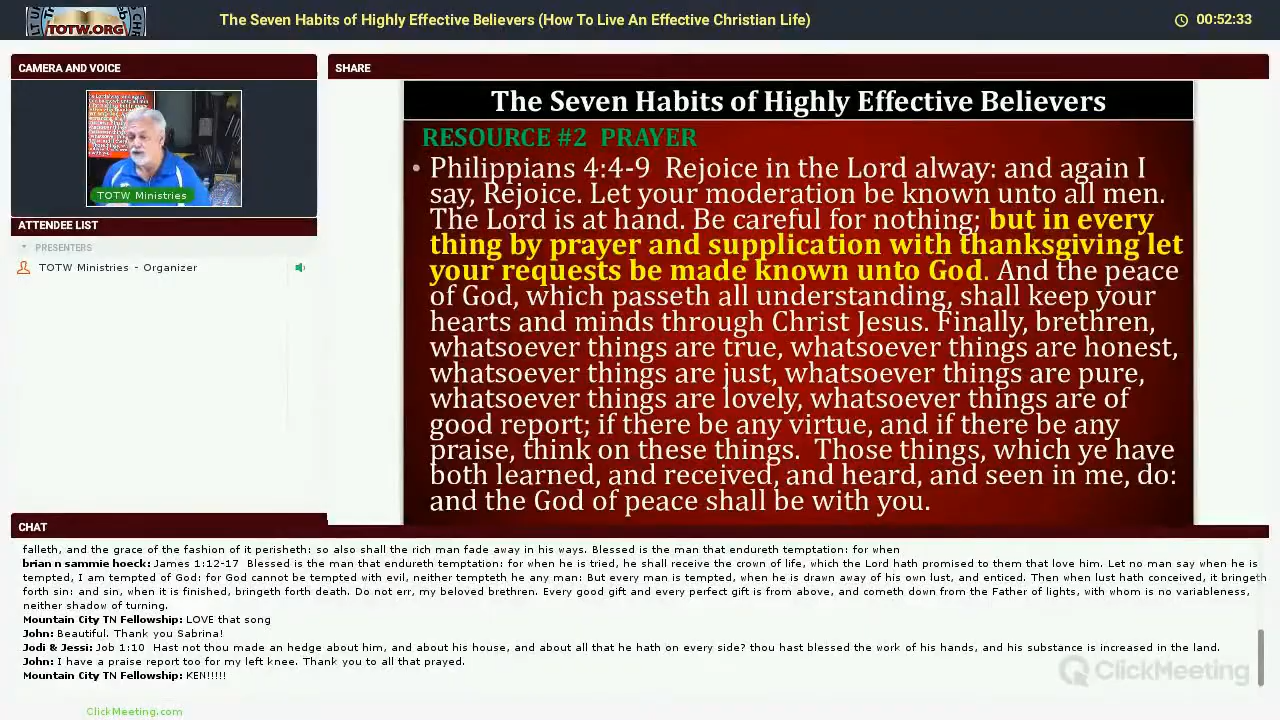 TOTW.ORG
The Seven Habits of Highly Effective Believers (How To Live An Effective Christian Life)
00:52:33
CAMERA AND VOICE
TOTW Ministries
ATTENDEE LIST
PRESENTERS
TOTW Ministries - Organizer
SHARE
The Seven Habits of Highly Effective Believers
RESOURCE #2 PRAYER
• Philippians 4:4-9 Rejoice in the Lord alway: and again I
say, Rejoice. Let your moderation be known unto all men.
The Lord is at hand. Be careful for nothing; but in every
thing by prayer and supplication with thanksgiving let
your requests be made known unto God. And the peace
of God, which passeth all understanding, shall keep your
hearts and minds through Christ Jesus. Finally, brethren,
whatsoever things are true, whatsoever things are honest,
whatsoever things are just, whatsoever things are pure,
whatsoever things are lovely, whatsoever things are of
good report; if there be any virtue, and if there be any
praise, think on these things. Those things, which ye have
both learned, and received, and heard, and seen in me, do:
and the God of peace shall be with you.
CHAT
falleth, and the grace of the fashion of it perisheth: so also shall the rich man fade away in his ways. Blessed is the man that endureth temptation: for when
brian n sammie hoeck: James 1:12-17 Blessed is the man that endureth temptation: for when he is tried, he shall receive the crown of life, which the Lord hath promised to them that love him. Let no man say when he is
tempted, I am tempted of God: for God cannot be tempted with evil, neither tempteth he any man: But every man is tempted, when he is drawn away of his own lust, and enticed. Then when lust hath conceived, it bringeth
forth sin: and sin, when it is finished, bringeth forth death. Do not err, my beloved brethren. Every good gift and every perfect gift is from above, and cometh down from the Father of lights, with whom is no variableness,
neither shadow of turning.
Mountain City TN Fellowship: LOVE that song
John: Beautiful. Thank you Sabrina!
Jodi & Jessi: Job 1:10 Hast not thou made an hedge about him, and about his house, and about all that he hath on every side? thou hast blessed the work of his hands, and his substance is increased in the land.
John: I have a praise report too for my left knee. Thank you to all that prayed.
Mountain City TN Fellowship: KEN!!!!!
ClickMeeting
ClickMeeting.com